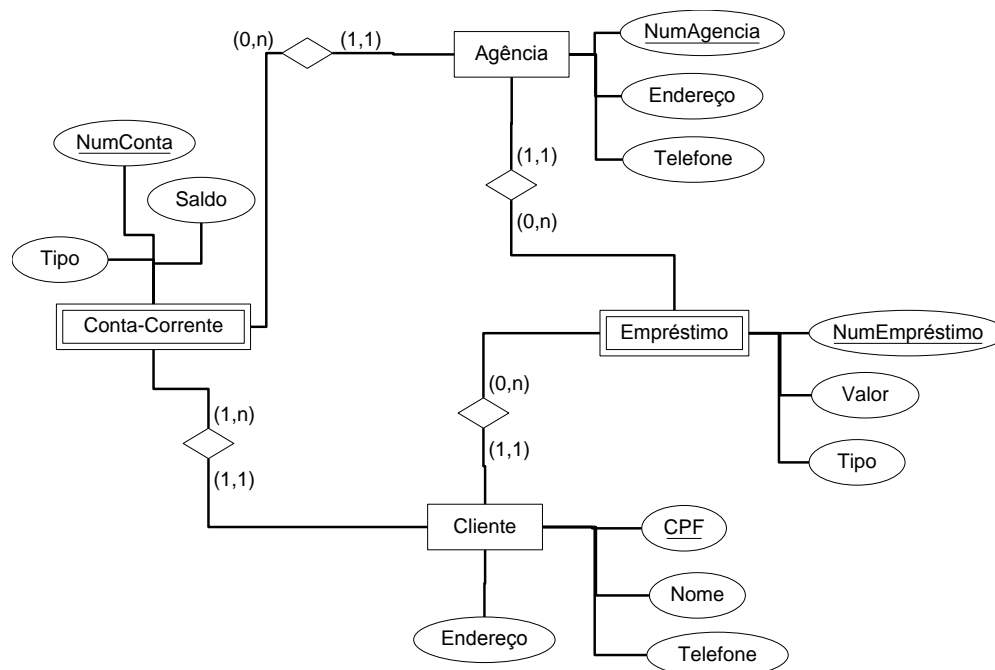 (0,n)
(1,1)
Agência
NumAgencia
Endereço
Telefone
NumConta
Saldo
Tipo
(1,1)
(0,n)
Conta-Corrente
Empréstimo
NumEmpréstimo
Valor
Tipo
(0,n)
(1,1)
(1,n)
(1,1)
Cliente
CPF
Nome
Telefone
Endereço